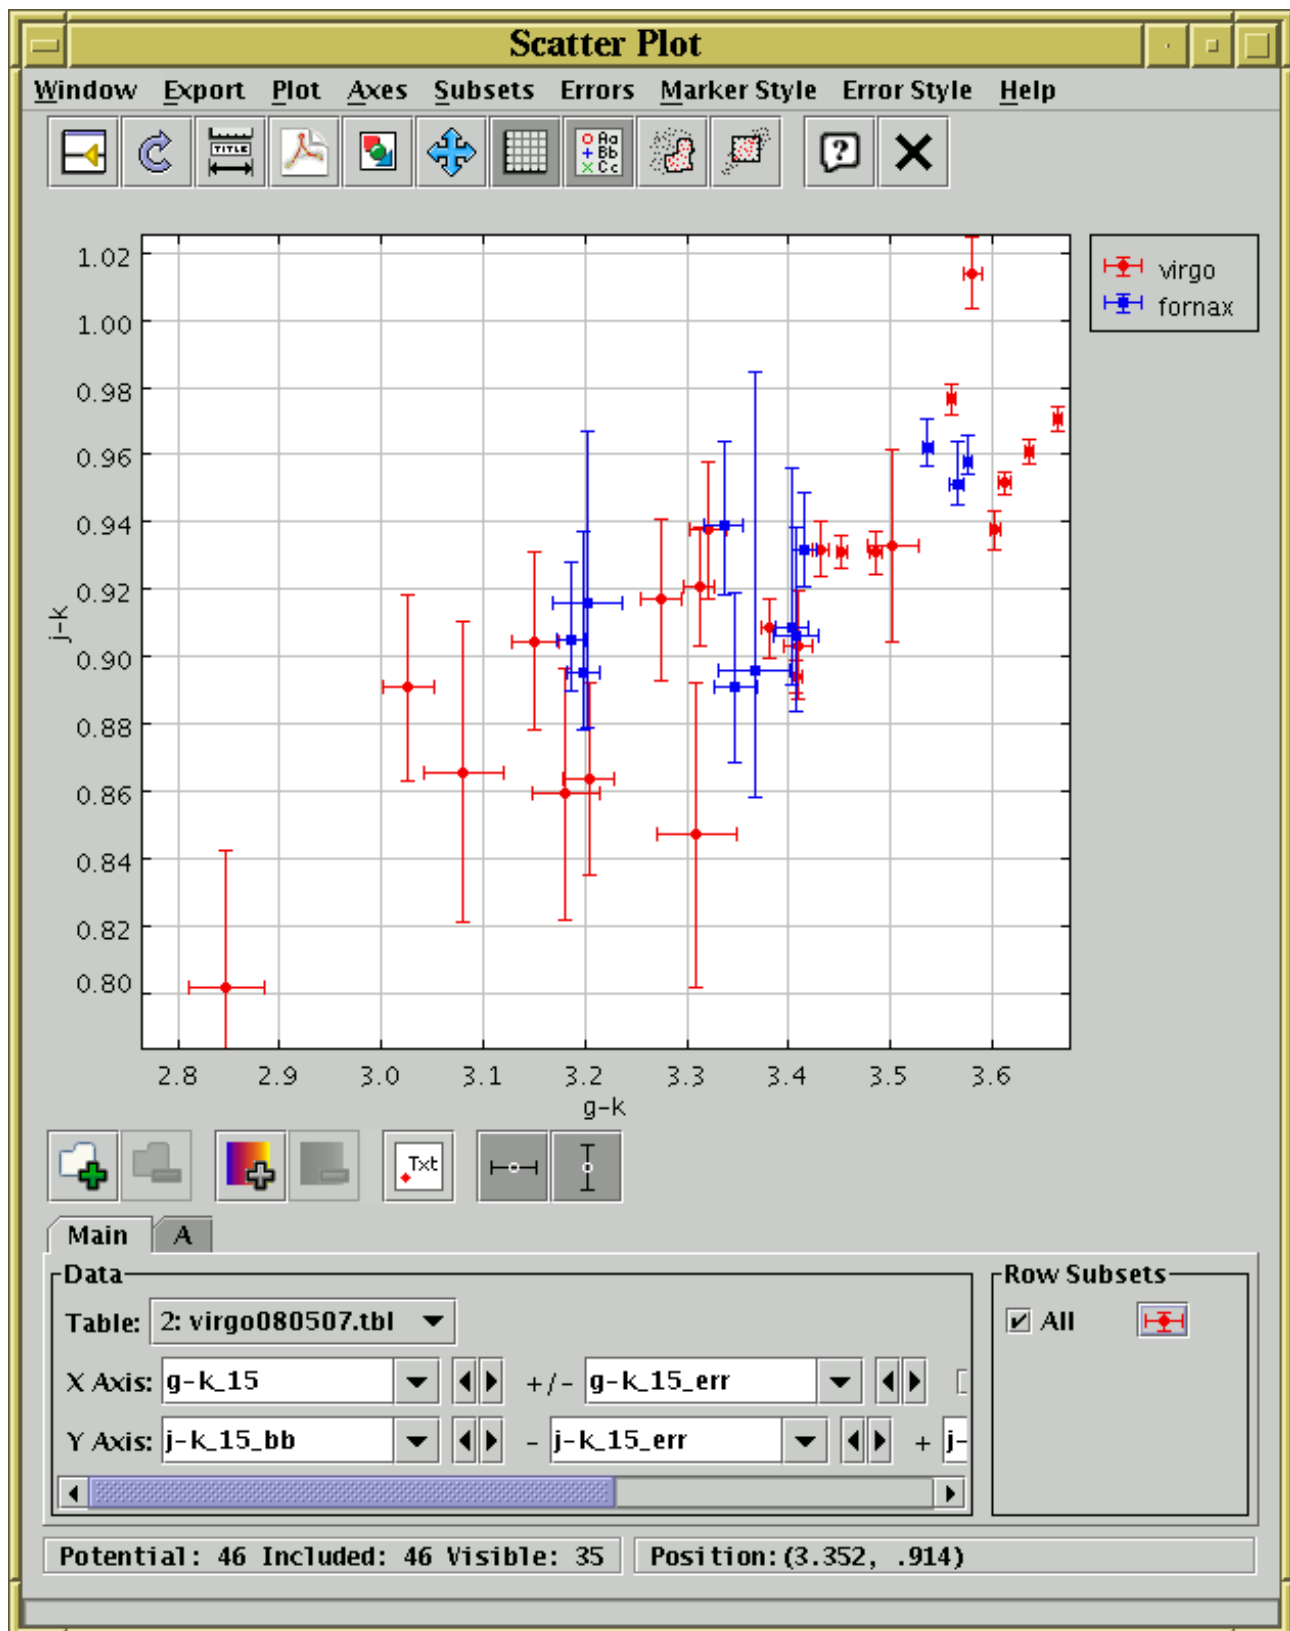 Scatter Plot
Window Export Plot Axes Subsets Errors Marker Style Error Style Help
TITLE
Aa
Bb
Cc
?
1.02
1.00
0.98
0.96
0.94
0.92
0.90
0.88
0.86
0.84
0.82
0.80
j-k
2.8 2.9 3.0 3.1 3.2 3.3 3.4 3.5 3.6
g-k
virgo
fornax
Txt
Main A
Data
Table: 2: virgo080507.tbl
X Axis: g-k_15 +/- g-k_15_err
Y Axis: j-k_15_bb - j-k_15_err + j-
Row Subsets
All
Potential: 46 Included: 46 Visible: 35 Position:(3.352, .914)